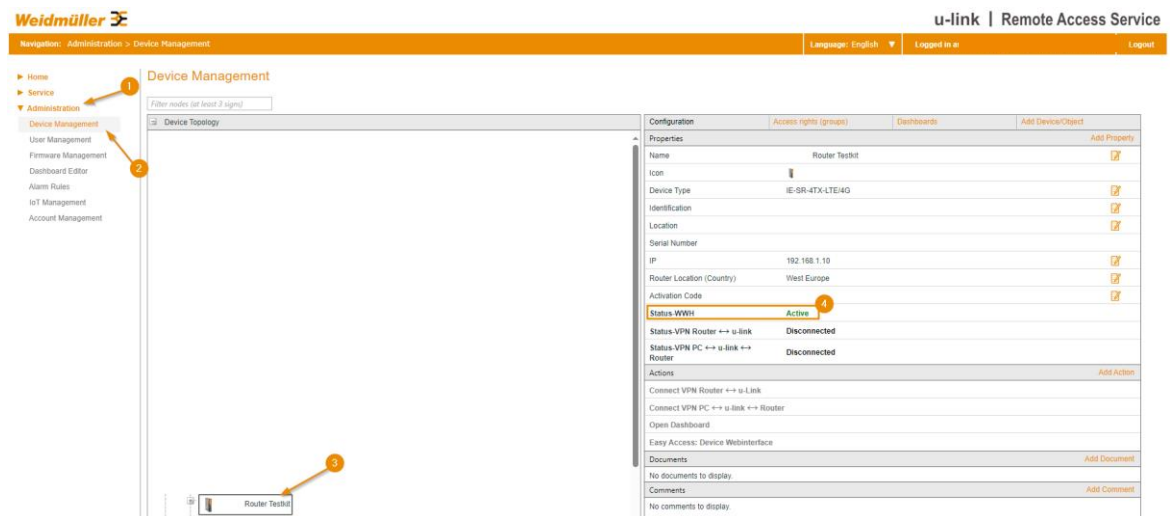 Weidmüller
u-link | Remote Access Service
Navigation: Administration > Device Management
Language: English ▼
Logged in as
Logout
► Home
► Service
▼ Administration
Device Management
User Management
Firmware Management
Dashboard Editor
Alarm Rules
IoT Management
Account Management
1
2
Device Management
Filter nodes (at least 3 signs)
Device Topology
3
Router Testkit
Configuration
Access rights (groups)
Dashboards
Add Device/Object
Properties
Add Property
Name Router Testkit
Icon
Device Type IE-SR-4TX-LTE/4G
Identification
Location
Serial Number
IP 192.168.1.10
Router Location (Country) West Europe
Activation Code
4
Status-WWH Active
Status-VPN Router ↔ u-link Disconnected
Status-VPN PC ↔ u-link ↔
Router
Disconnected
Actions
Add Action
Connect VPN Router ↔ u-Link
Connect VPN PC ↔ u-link ↔ Router
Open Dashboard
Easy Access: Device Webinterface
Documents
Add Document
No documents to display.
Comments
Add Comment
No comments to display.